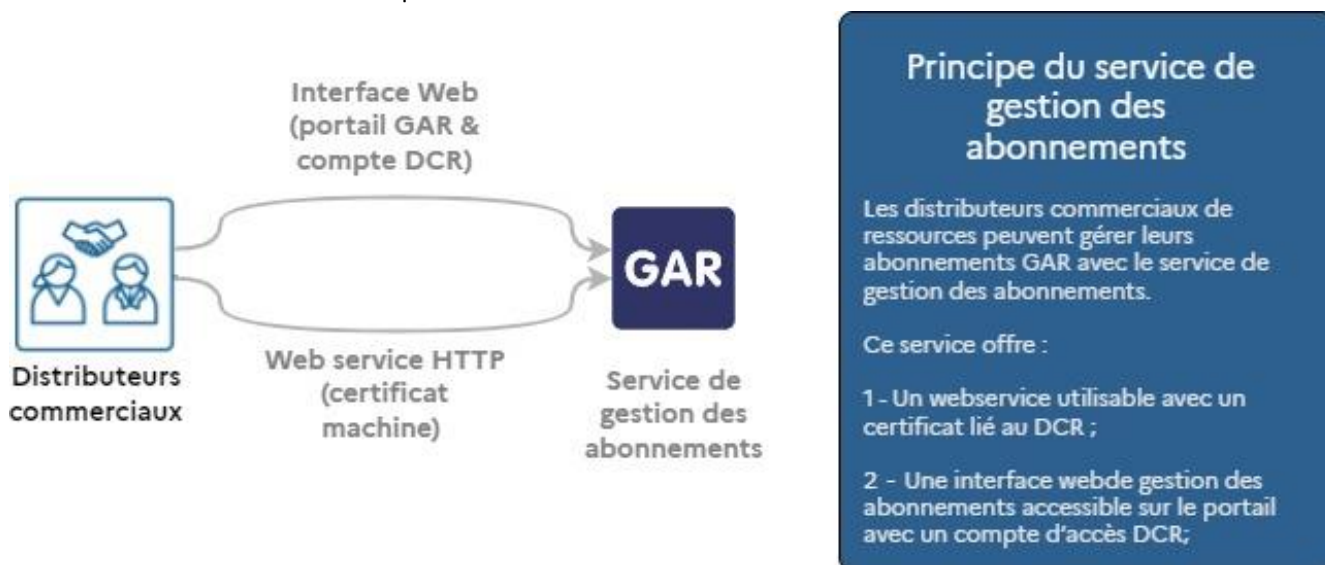 Interface Web
(portail GAR &
compte DCR)
GAR
Distributeurs
commerciaux
Web service HTTP
(certificat
machine)
Service de
gestion des
abonnements
Principe du service de
gestion des
abonnements
Les distributeurs commerciaux de
ressources peuvent gérer leurs
abonnements GAR avec le service de
gestion des abonnements.
Ce service offre :
1 - Un webservice utilisable avec un
certificat lié au DCR ;
2 - Une interface webde gestion des
abonnements accessible sur le portail
avec un compte d'accès DCR;